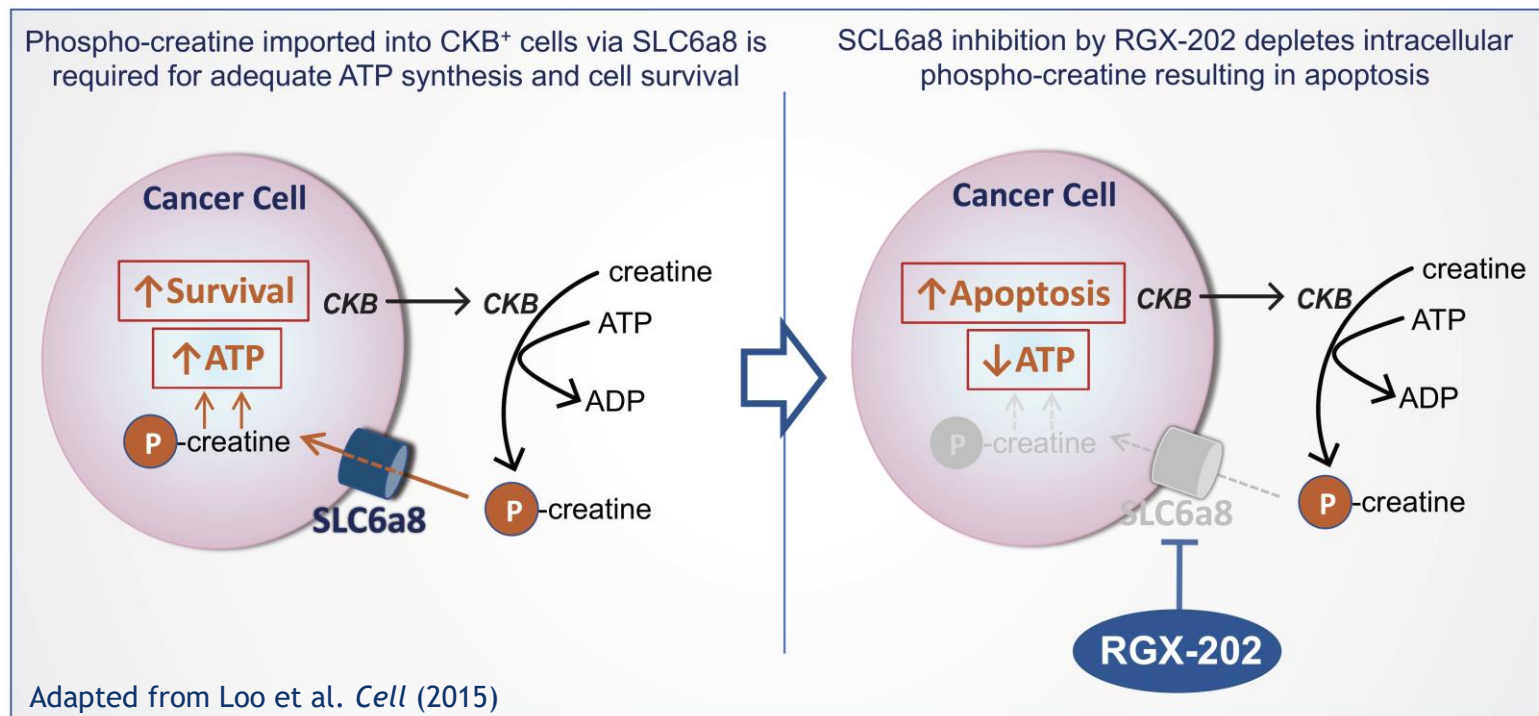 Phospho-creatine imported into CKB⁺ cells via SLC6a8 is
required for adequate ATP synthesis and cell survival
Cancer Cell
↑Survival
CKB
CKB
creatine
ATP
↑ATP
ADP
P-creatine
SLC6a8
P-creatine
SCL6a8 inhibition by RGX-202 depletes intracellular
phospho-creatine resulting in apoptosis
Cancer Cell
↑Apoptosis
CKB
CKB
creatine
ATP
↓ATP
ADP
P-creatine
SLC6a8
P-creatine
RGX-202
Adapted from Loo et al. Cell (2015)